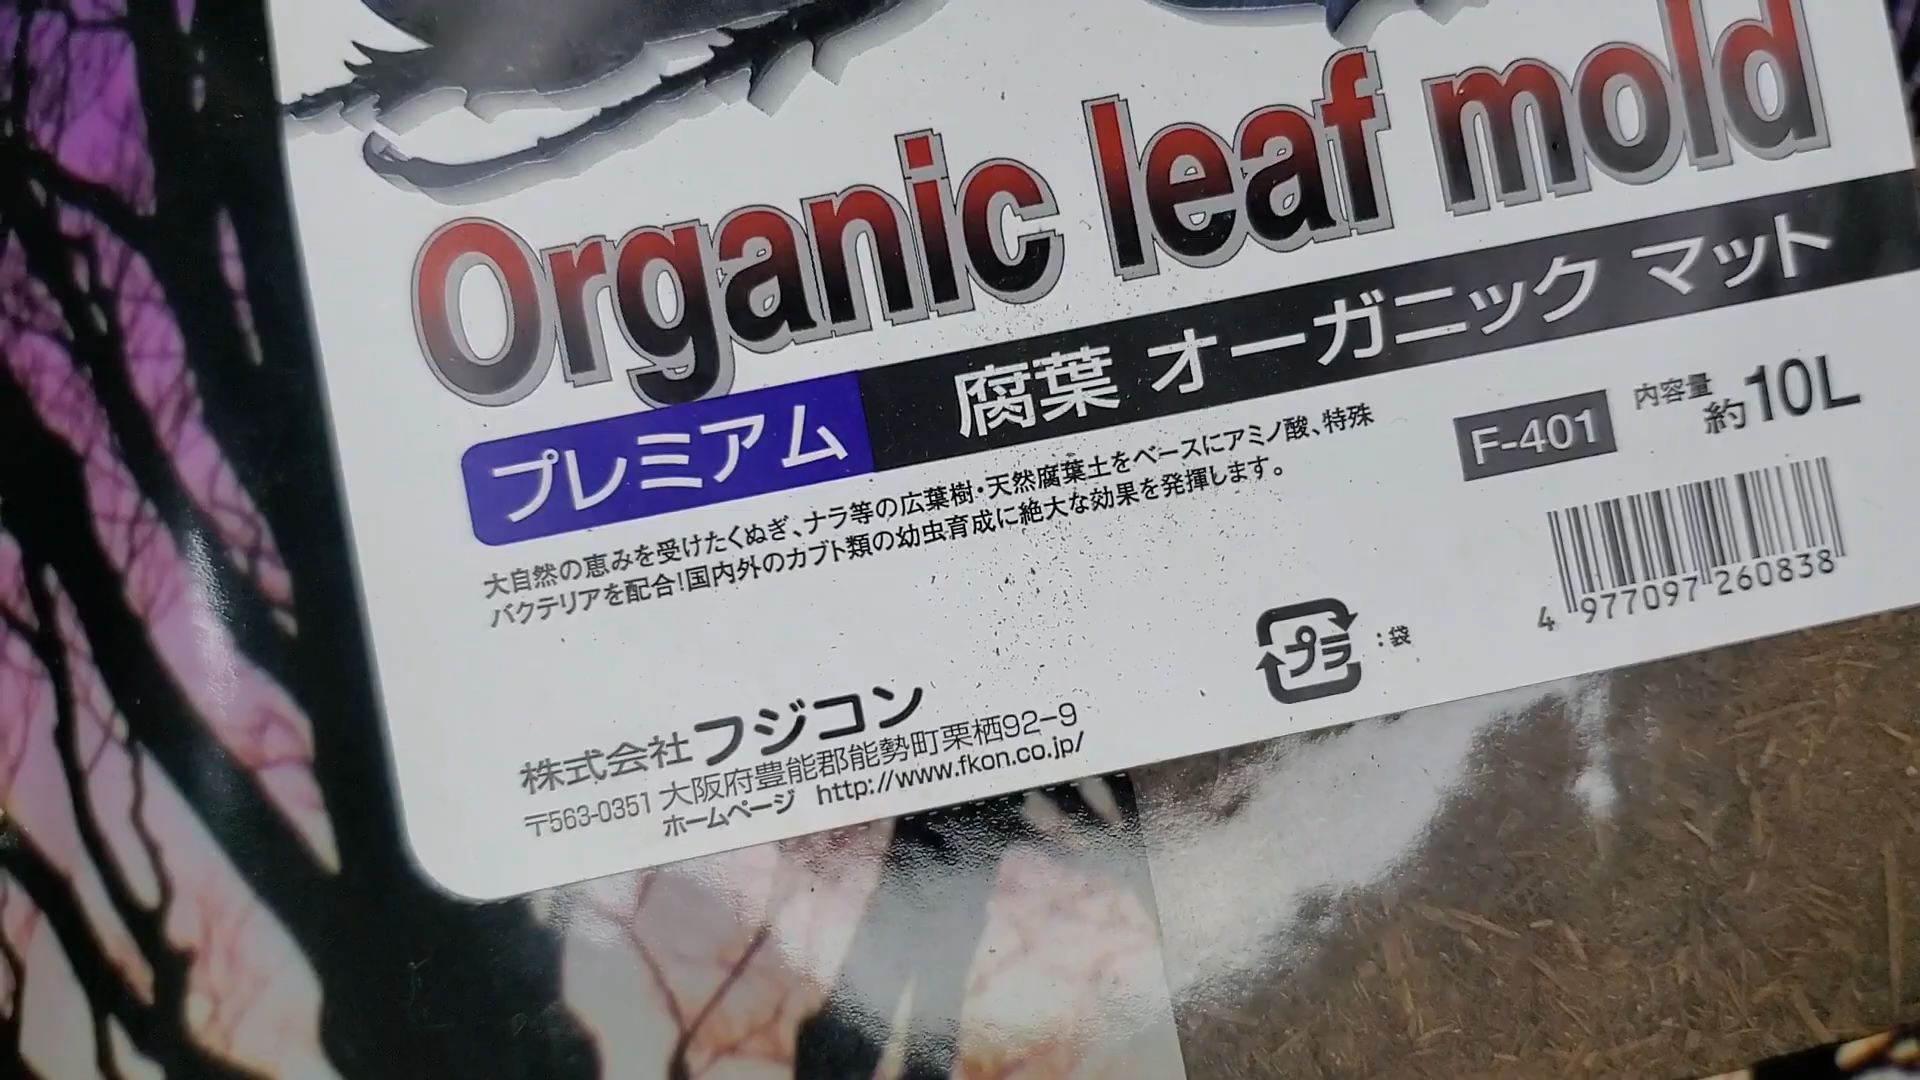 Organic leaf mold
プレミアム 腐葉 オーガニック マット
大自然の恵みを受けたくぬぎ、ナラ等の広葉樹・天然腐葉土をベースにアミノ酸、特殊
バクテリアを配合!国内外のカブト類の幼虫育成に絶大な効果を発揮します。
F-401
内容量 約10L
4 977097 260838
プラ
:袋
株式会社フジコン
〒563-0351 大阪府豊能郡能勢町栗栖92-9
ホームページ http://www.fkon.co.jp/